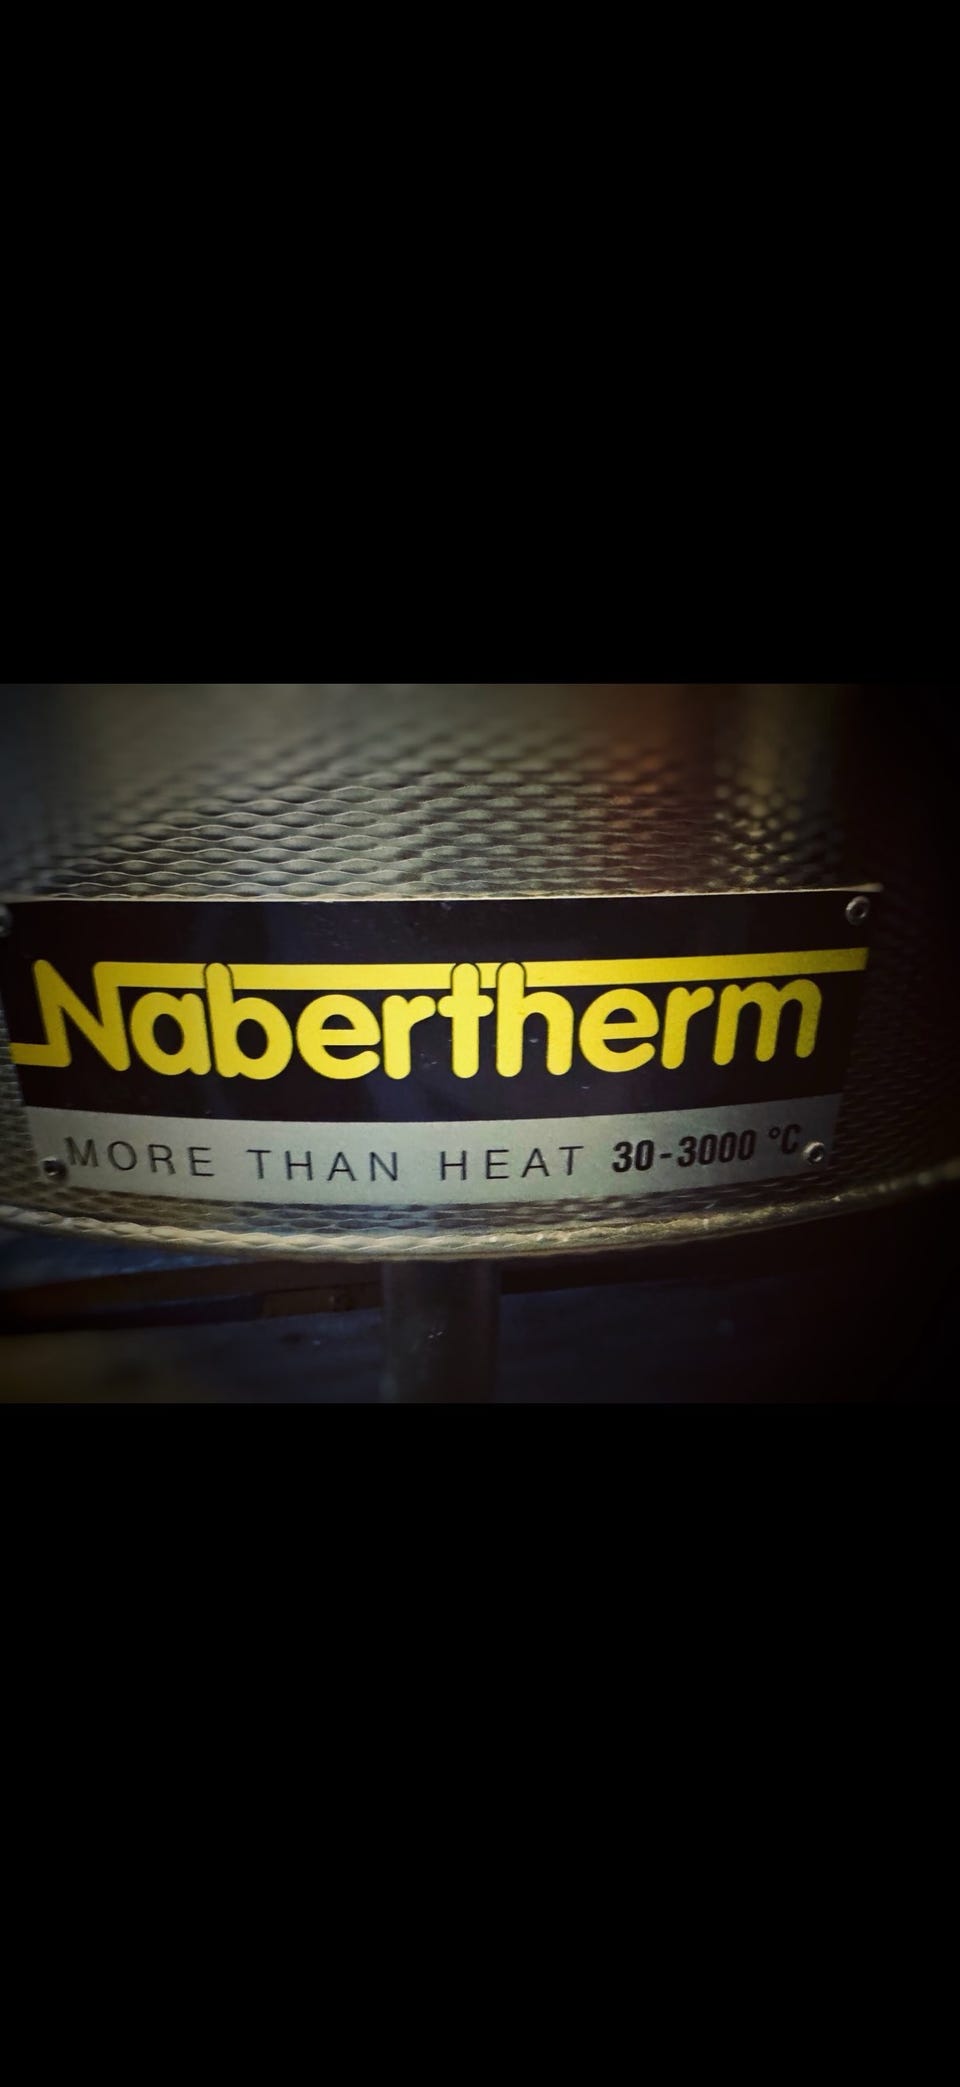 Nabertherm
MORE THAN HEAT 30-3000 °C